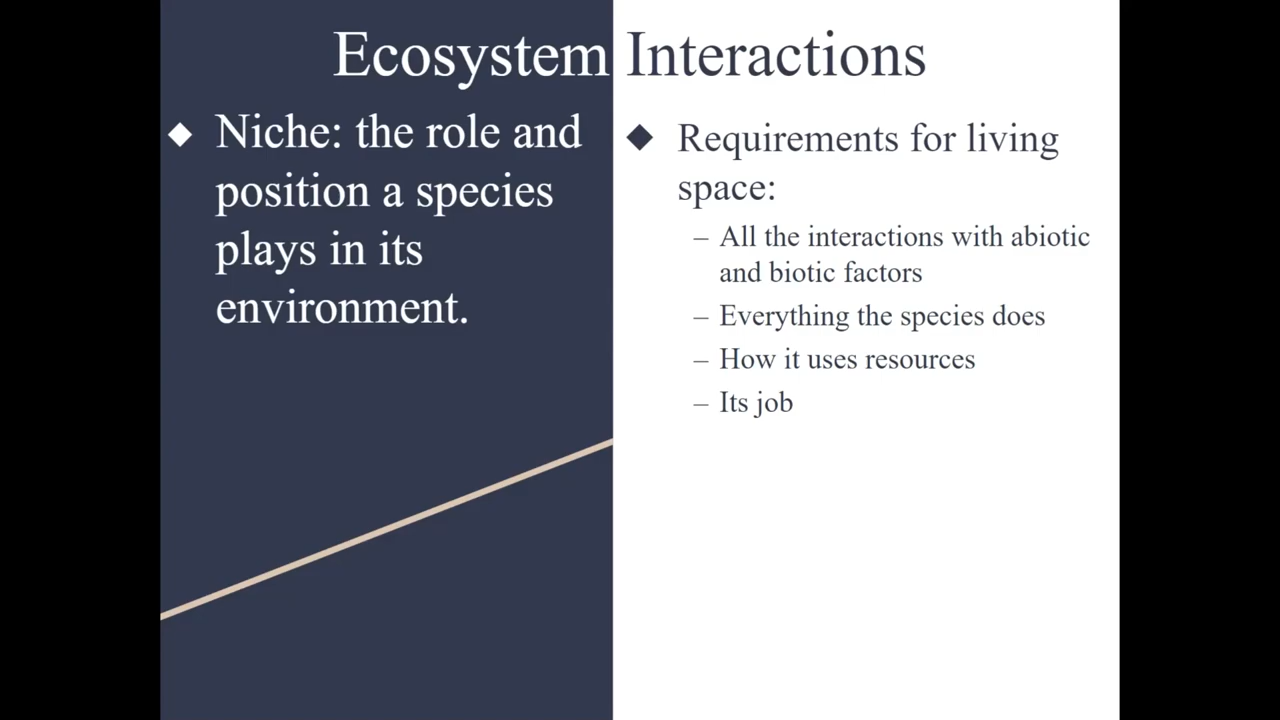 Ecosystem Interactions
◆ Niche: the role and
position a species
plays in its
environment.
◆ Requirements for living
space:
– All the interactions with abiotic
and biotic factors
– Everything the species does
– How it uses resources
– Its job